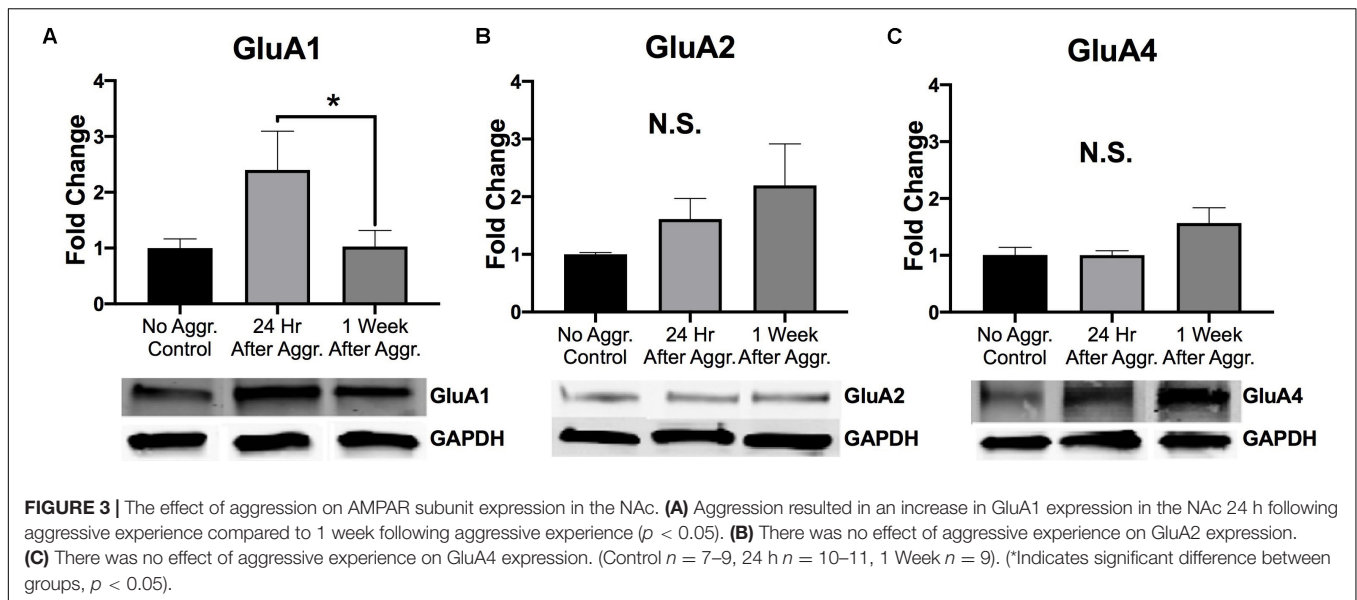 A
GluA1
4
3
2
1
0
Fold Change
*
No Aggr.
Control
24 Hr
After Aggr.
1 Week
After Aggr.
GluA1
GAPDH
B
GluA2
4
3
2
1
0
Fold Change
N.S.
No Aggr.
Control
24 Hr
After Aggr.
1 Week
After Aggr.
GluA2
GAPDH
C
GluA4
4
3
2
1
0
Fold Change
N.S.
No Aggr.
Control
24 Hr
After Aggr.
1 Week
After Aggr.
GluA4
GAPDH
FIGURE 3 | The effect of aggression on AMPAR subunit expression in the NAc. (A) Aggression resulted in an increase in GluA1 expression in the NAc 24 h following
aggressive experience compared to 1 week following aggressive experience (p < 0.05). (B) There was no effect of aggressive experience on GluA2 expression.
(C) There was no effect of aggressive experience on GluA4 expression. (Control n = 7–9, 24 h n = 10–11, 1 Week n = 9). (*Indicates significant difference between
groups, p < 0.05).